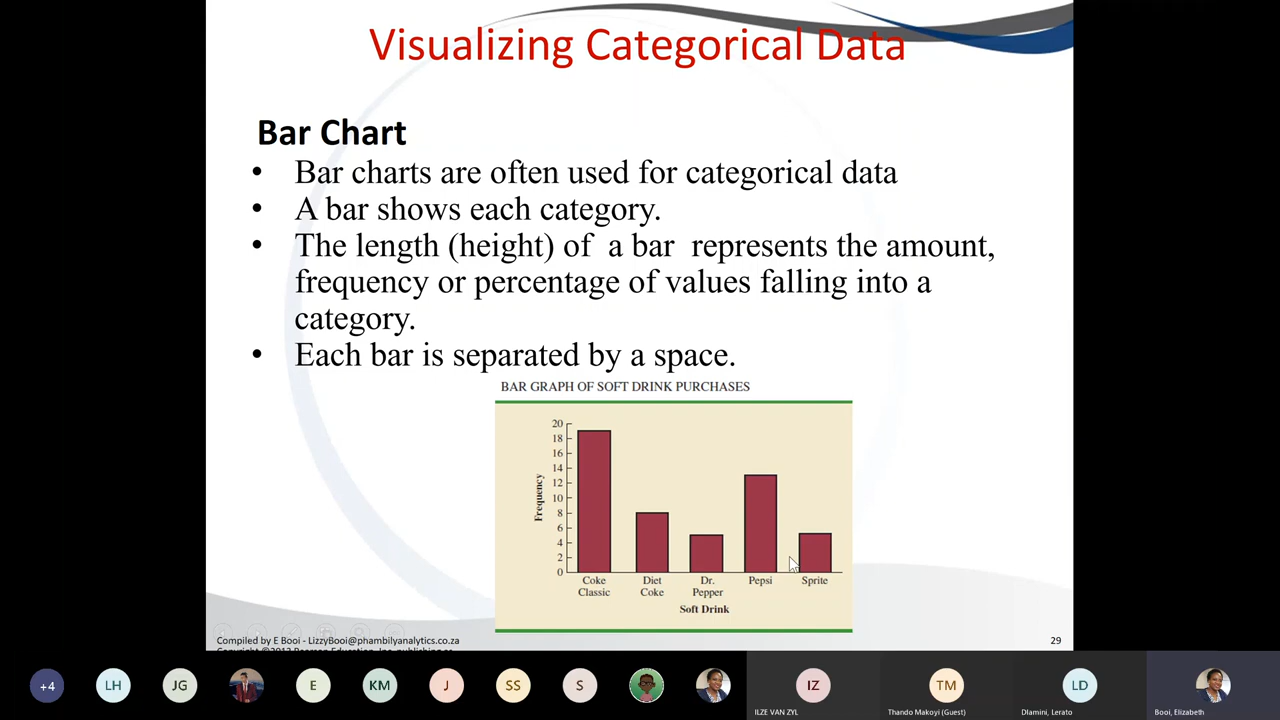 Visualizing Categorical Data
Bar Chart
• Bar charts are often used for categorical data
• A bar shows each category.
• The length (height) of a bar represents the amount,
frequency or percentage of values falling into a
category.
• Each bar is separated by a space.
BAR GRAPH OF SOFT DRINK PURCHASES
20
18
16
14
12
10
8
6
4
2
0
Frequency
Coke Classic
Diet Coke
Dr. Pepper
Pepsi
Sprite
Soft Drink
Compiled by E Booi - LizzyBooi@phambilyanalytics.co.za
29
+4
LH
JG
E
KM
J
SS
S
IZ
TM
LD
ILZE VAN ZYL
Thando Makoyi (Guest)
Dlamini, Lerato
Booi, Elizabeth